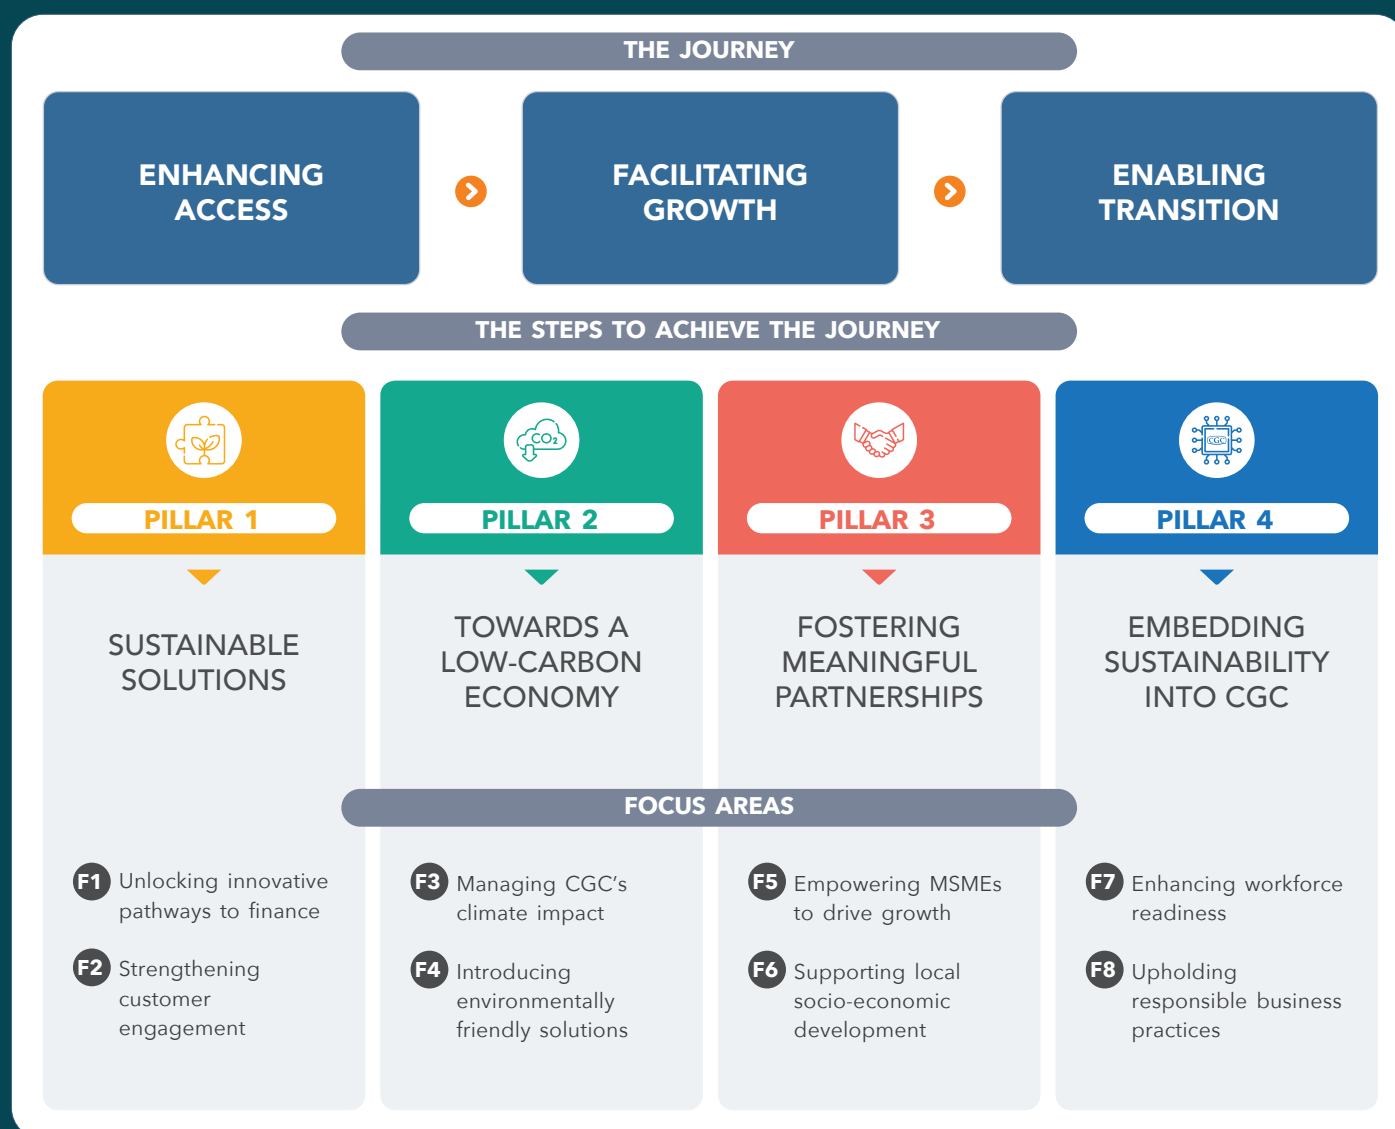 THE JOURNEY
ENHANCING
ACCESS
FACILITATING
GROWTH
ENABLING
TRANSITION
THE STEPS TO ACHIEVE THE JOURNEY
PILLAR 1
SUSTAINABLE
SOLUTIONS
CO2
PILLAR 2
TOWARDS A
LOW-CARBON
ECONOMY
PILLAR 3
FOSTERING
MEANINGFUL
PARTNERSHIPS
CGC
PILLAR 4
EMBEDDING
SUSTAINABILITY
INTO CGC
FOCUS AREAS
F1 Unlocking innovative
pathways to finance
F2 Strengthening
customer
engagement
F3 Managing CGC's
climate impact
F4 Introducing
environmentally
friendly solutions
F5 Empowering MSMEs
to drive growth
F6 Supporting local
socio-economic
development
F7 Enhancing workforce
readiness
F8 Upholding
responsible business
practices